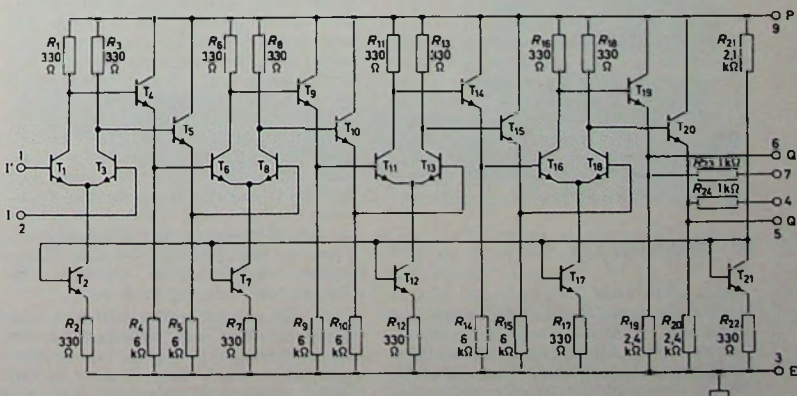 R1 R3 R6 R8 R11 R13 R16 R18 R21 P
330 330 330 330 330 330 330 330 2,1 9
Ω Ω Ω Ω Ω Ω Ω Ω kΩ
T4 T9 T14 T19
T5 T10 T15 T20
1 6
I' T1 T3 T6 T8 T11 T13 T16 T18 Q
R23 1kΩ 7
R24 1kΩ 4
I Q
2 5
T2 T7 T12 T17 T21
R2 R4 R5 R7 R9 R10 R12 R14 R15 R17 R19 R20 R22 3
330 6 6 330 6 6 330 6 6 330 2,4 2,4 330 E
Ω kΩ kΩ Ω kΩ kΩ Ω kΩ kΩ Ω kΩ kΩ Ω